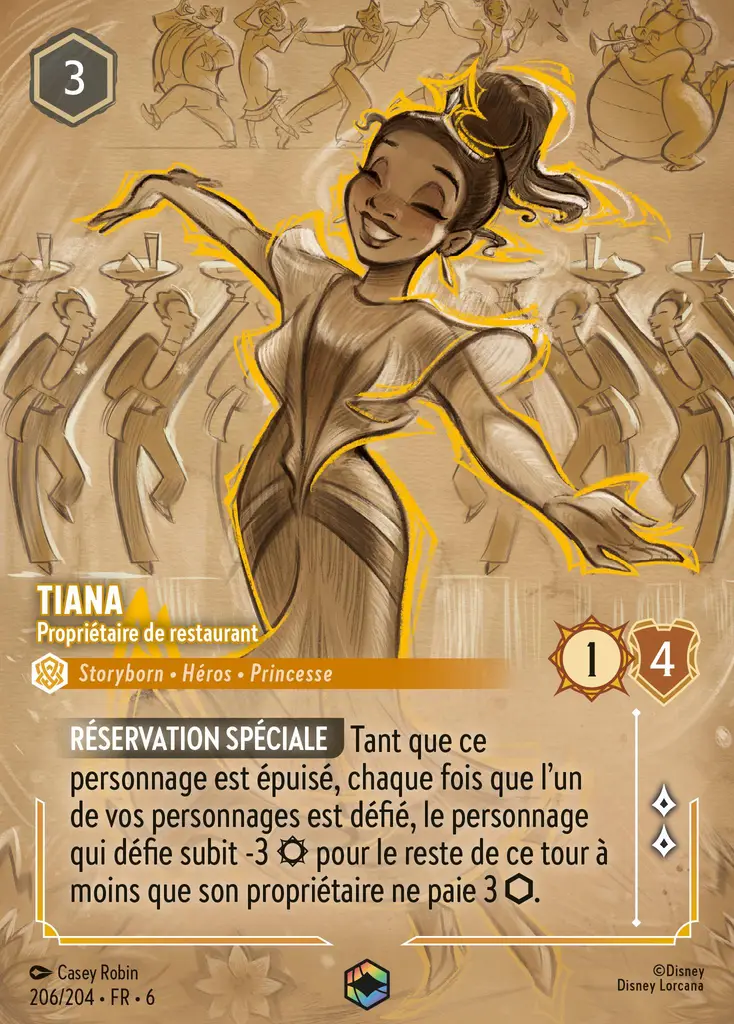 3
TIANA
Propriétaire de restaurant
Storyborn • Héros • Princesse
1 4
RÉSERVATION SPÉCIALE Tant que ce
personnage est épuisé, chaque fois que l'un
de vos personnages est défié, le personnage
qui défie subit -3 pour le reste de ce tour à
moins que son propriétaire ne paie 3 .
Casey Robin
206/204 • FR • 6
©Disney
Disney Lorcana